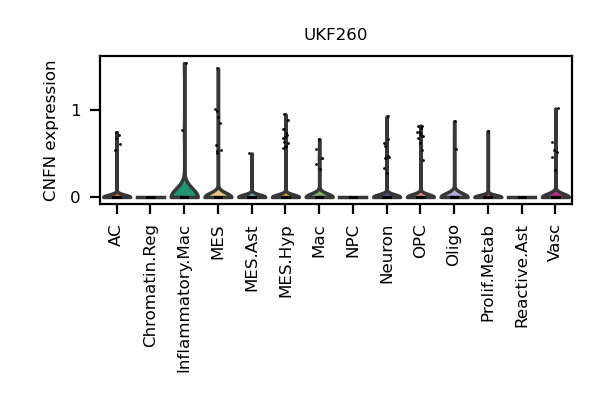 UKF260
CNFN expression
1
0
AC
Chromatin.Reg
Inflammatory.Mac
MES
MES.Ast
MES.Hyp
Mac
NPC
Neuron
OPC
Oligo
Prolif.Metab
Reactive.Ast
Vasc